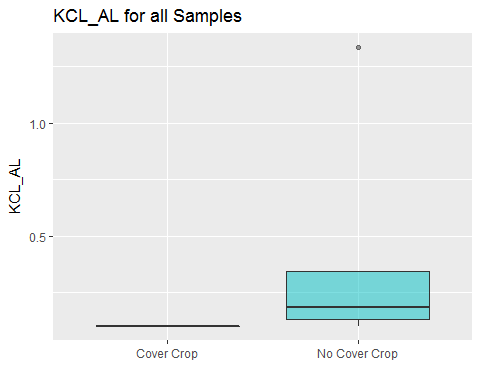 KCL_AL for all Samples
KCL_AL
1.0
0.5
Cover Crop
No Cover Crop